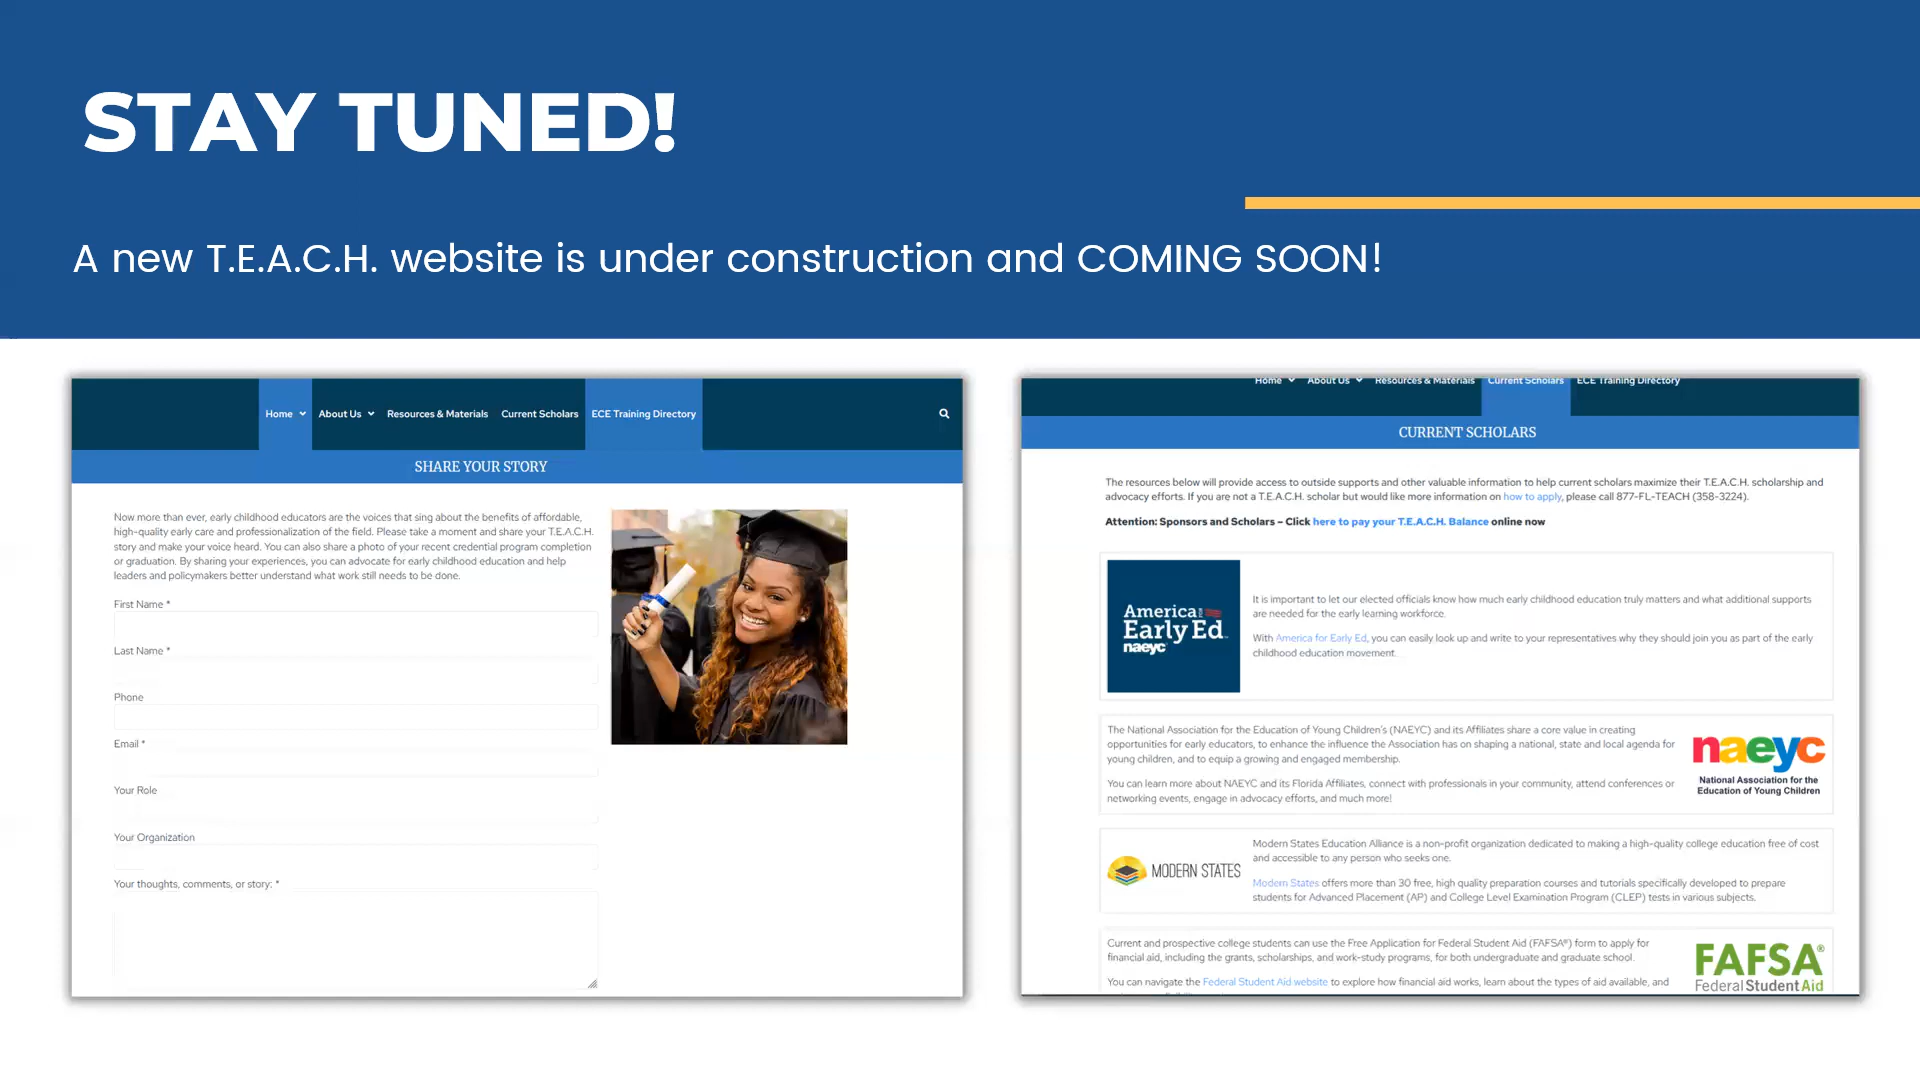 STAY TUNED!
A new T.E.A.C.H. website is under construction and COMING SOON!
Home About Us Resources & Materials Current Scholars ECE Training Directory
SHARE YOUR STORY
Now more than ever, early childhood educators are the voices that sing about the benefits of affordable,
high-quality early care and professionalization of the field. Please take a moment and share your T.E.A.C.H.
story and make your voice heard. You can also share a photo of your recent credential program completion
or graduation. By sharing your experiences, you can advocate for early childhood education and help
leaders and policymakers better understand what work still needs to be done.
First Name *
Last Name *
Phone
Email *
Your Role
Your Organization
Your thoughts, comments, or story: *
Home About Us Resources & Materials Current Scholars ECE Training Directory
CURRENT SCHOLARS
The resources below will provide access to outside supports and other valuable information to help current scholars maximize their T.E.A.C.H. scholarship and
advocacy efforts. If you are not a T.E.A.C.H. scholar but would like more information on how to apply, please call 877-FL-TEACH (358-3224).
Attention: Sponsors and Scholars – Click here to pay your T.E.A.C.H. Balance online now
America FOR
Early Ed
naeyc
It is important to let our elected officials know how much early childhood education truly matters and what additional supports
are needed for the early learning workforce.
With America for Early Ed, you can easily look up and write to your representatives why they should join you as part of the early
childhood education movement.
The National Association for the Education of Young Children's (NAEYC) and its Affiliates share a core value in creating
opportunities for early educators, to enhance the influence the Association has on shaping a national, state and local agenda for
young children, and to equip a growing and engaged membership.
You can learn more about NAEYC and its Florida Affiliates, connect with professionals in your community, attend conferences or
networking events, engage in advocacy efforts, and much more!
naeyc
National Association for the
Education of Young Children
MODERN STATES
Modern States Education Alliance is a non-profit organization dedicated to making a high-quality college education free of cost
and accessible to any person who seeks one.
Modern States offers more than 30 free, high quality preparation courses and tutorials specifically developed to prepare
students for Advanced Placement (AP) and College Level Examination Program (CLEP) tests in various subjects.
Current and prospective college students can use the Free Application for Federal Student Aid (FAFSA®) form to apply for
financial aid, including the grants, scholarships, and work-study programs, for both undergraduate and graduate school.
You can navigate the Federal Student Aid website to explore how financial aid works, learn about the types of aid available, and
FAFSA®
Federal Student Aid